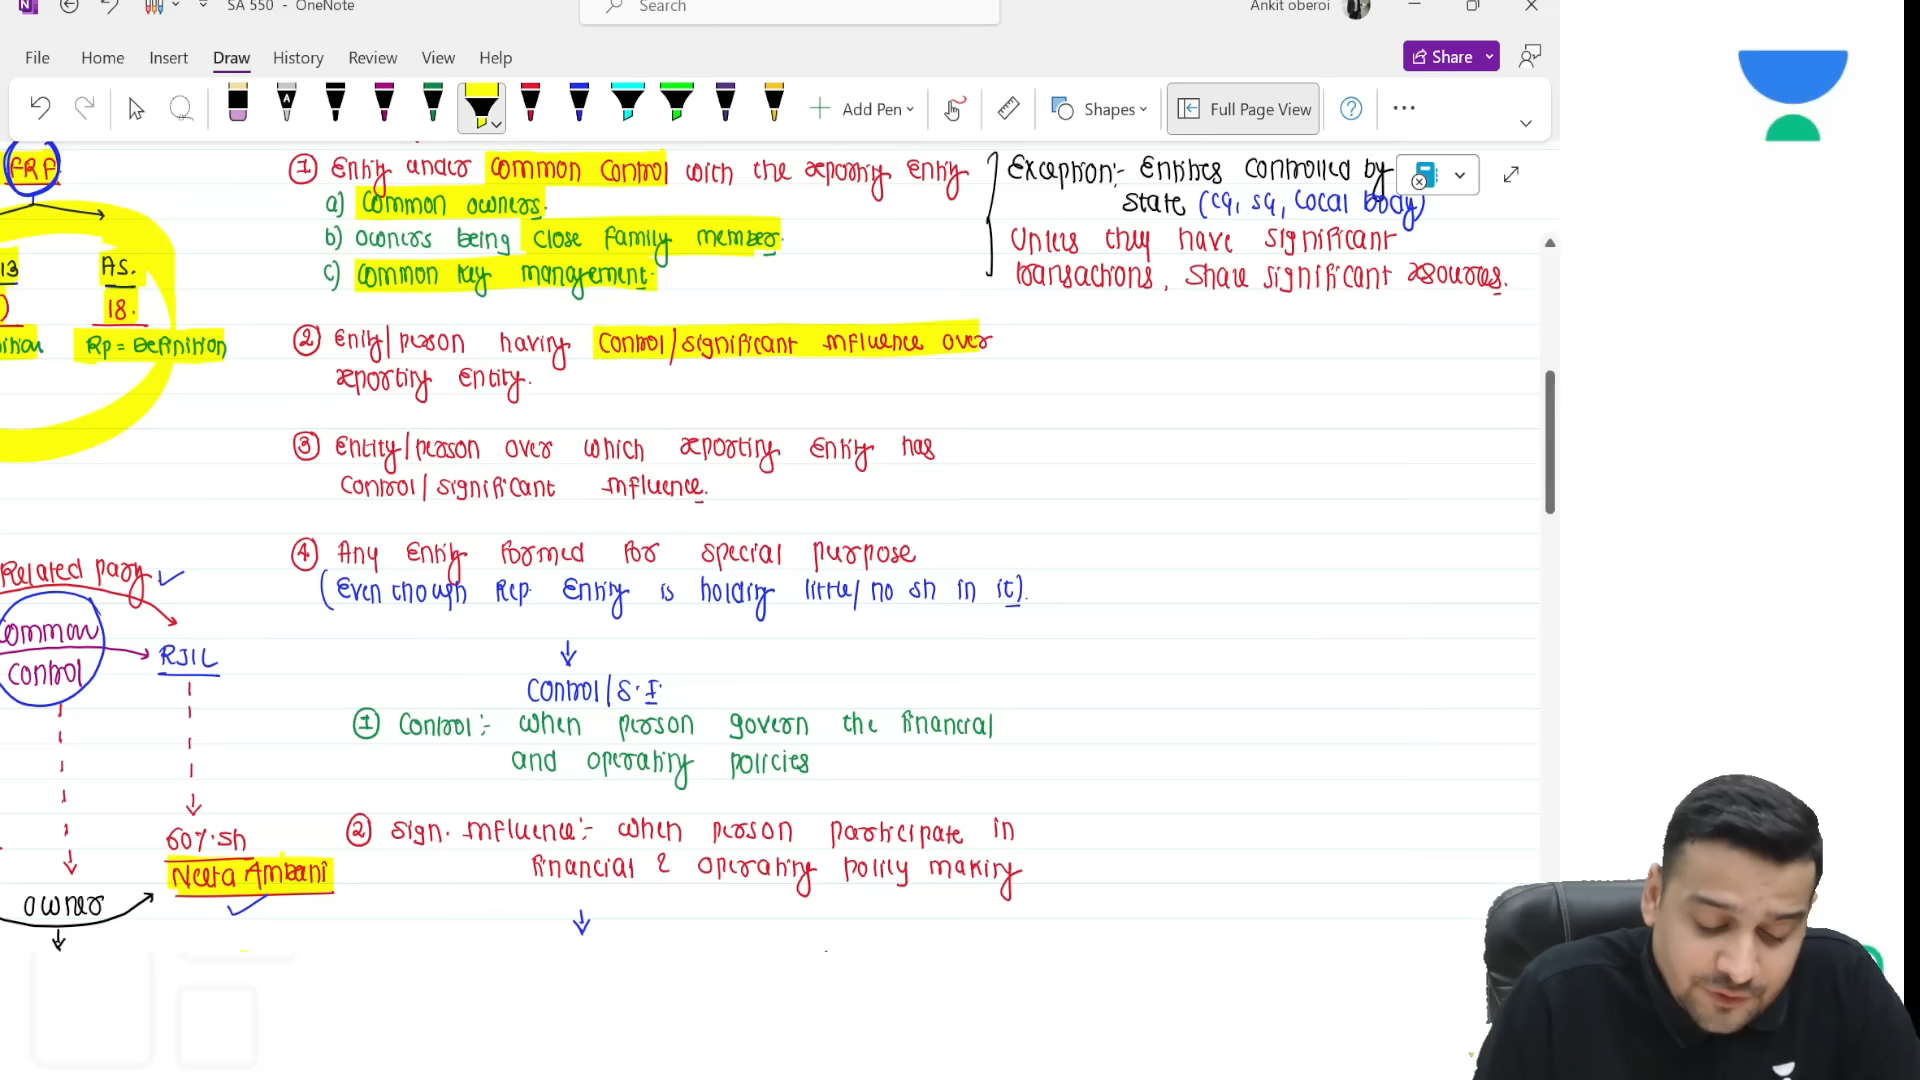 SA 550 - OneNote
Search
Ankit oberoi
File Home Insert Draw History Review View Help
Share
Add Pen
Shapes
Full Page View
FRF
① Entity under Common Control with the reporting Entity
a) Common owners.
b) owners being close family member.
c) Common key management.
Exception:- Entities controlled by
state (CG, SG, Local body)
Unless they have significant
transactions, share significant resources.
13
AS.
18.
RP = Definition
② Enity/person having Control/significant influence over
reporting Entity.
③ Entity/person over which reporting Entity has
Control/significant influence.
④ Any Entity formed for special purpose
(Even though Rep. Entity is holding little/no sh in it).
Related party
Common
Control
RJIL
Control/S.I.
① Control:- when person govern the financial
and operating policies
② Sign. influence:- when person participate in
financial & operating policy making
60% sh
Neeta Ambani
owner